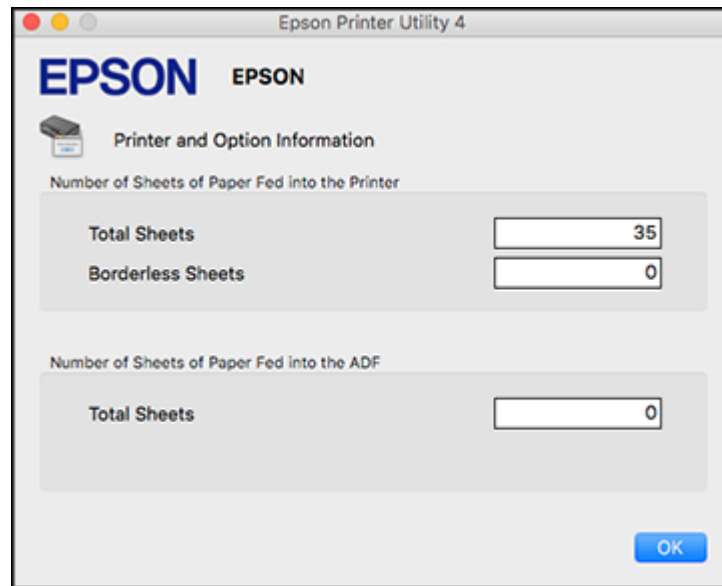 Epson Printer Utility 4
EPSON EPSON
Printer and Option Information
Number of Sheets of Paper Fed into the Printer
Total Sheets 35
Borderless Sheets 0
Number of Sheets of Paper Fed into the ADF
Total Sheets 0
OK